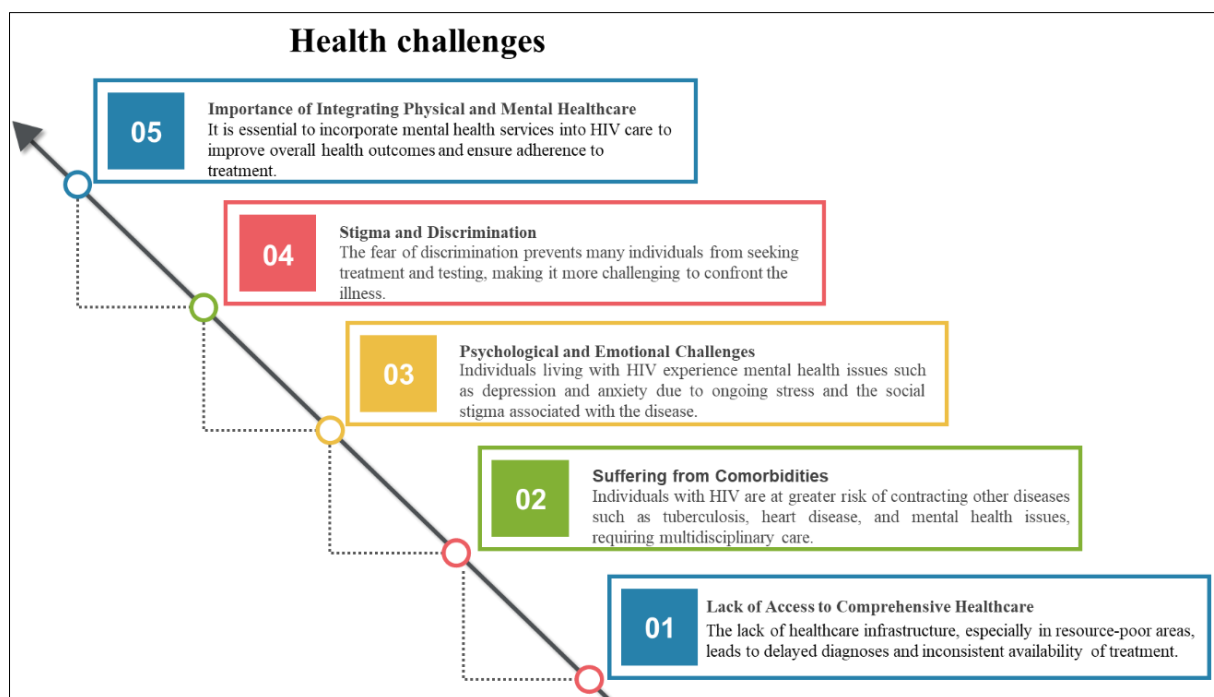 Health challenges
05
Importance of Integrating Physical and Mental Healthcare
It is essential to incorporate mental health services into HIV care to
improve overall health outcomes and ensure adherence to
treatment.
04
Stigma and Discrimination
The fear of discrimination prevents many individuals from seeking
treatment and testing, making it more challenging to confront the
illness.
03
Psychological and Emotional Challenges
Individuals living with HIV experience mental health issues such
as depression and anxiety due to ongoing stress and the social
stigma associated with the disease.
02
Suffering from Comorbidities
Individuals with HIV are at greater risk of contracting other diseases
such as tuberculosis, heart disease, and mental health issues,
requiring multidisciplinary care.
01
Lack of Access to Comprehensive Healthcare
The lack of healthcare infrastructure, especially in resource-poor areas,
leads to delayed diagnoses and inconsistent availability of treatment.